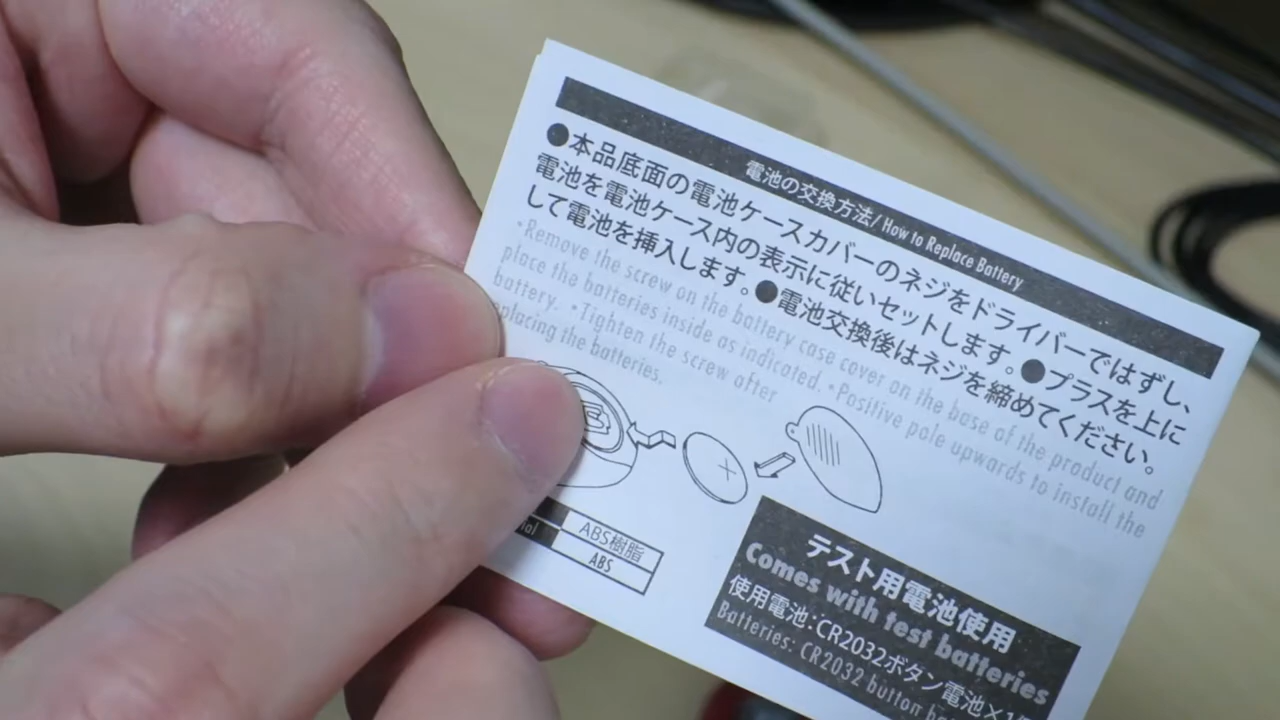 電池の交換方法/ How to Replace Battery
●本品底面の電池ケースカバーのネジをドライバーではずし、
電池を電池ケース内の表示に従いセットします。●プラスを上に
して電池を挿入します。●電池交換後はネジを締めてください。
•Remove the screw on the battery case cover on the base of the product and
place the batteries inside as indicated. •Positive pole upwards to install the
battery. •Tighten the screw after
placing the batteries.
ABS樹脂
ABS
テスト用電池使用
Comes with test batteries
使用電池:CR2032ボタン電池×1
Batteries: CR2032 button